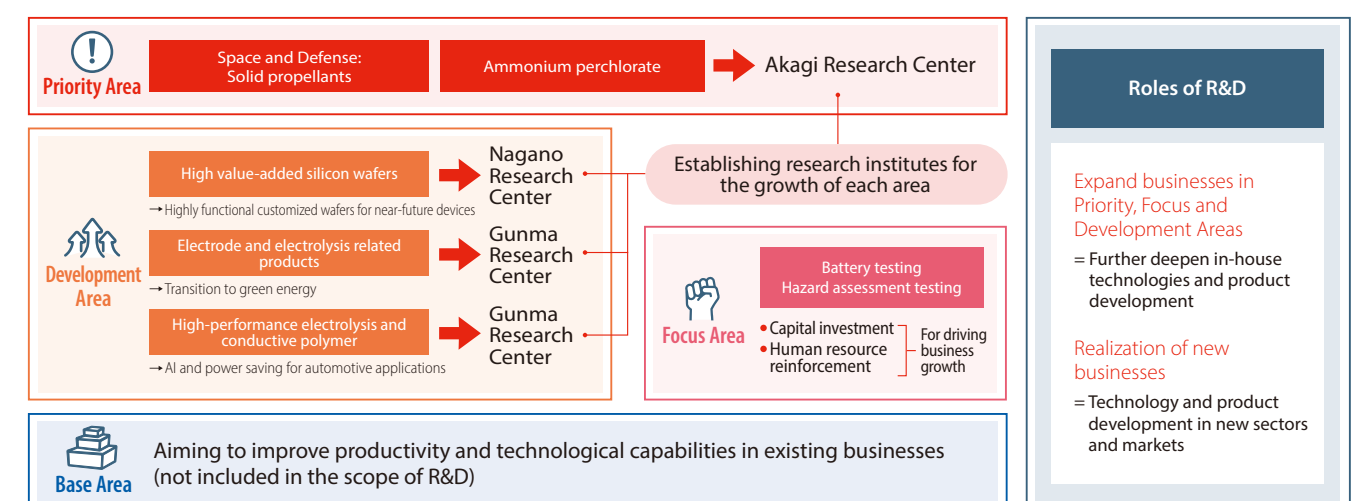 Priority Area
Space and Defense:
Solid propellants
Ammonium perchlorate
Akagi Research Center
Development
Area
High value-added silicon wafers
→Highly functional customized wafers for near-future devices
Nagano
Research
Center
Electrode and electrolysis related
products
→Transition to green energy
Gunma
Research
Center
High-performance electrolysis and
conductive polymer
→AI and power saving for automotive applications
Gunma
Research
Center
Establishing research institutes for
the growth of each area
Focus Area
Battery testing
Hazard assessment testing
• Capital investment
• Human resource
reinforcement
For driving
business
growth
Base Area
Aiming to improve productivity and technological capabilities in existing businesses
(not included in the scope of R&D)
Roles of R&D
Expand businesses in
Priority, Focus and
Development Areas
= Further deepen in-house
technologies and product
development
Realization of new
businesses
= Technology and product
development in new sectors
and markets